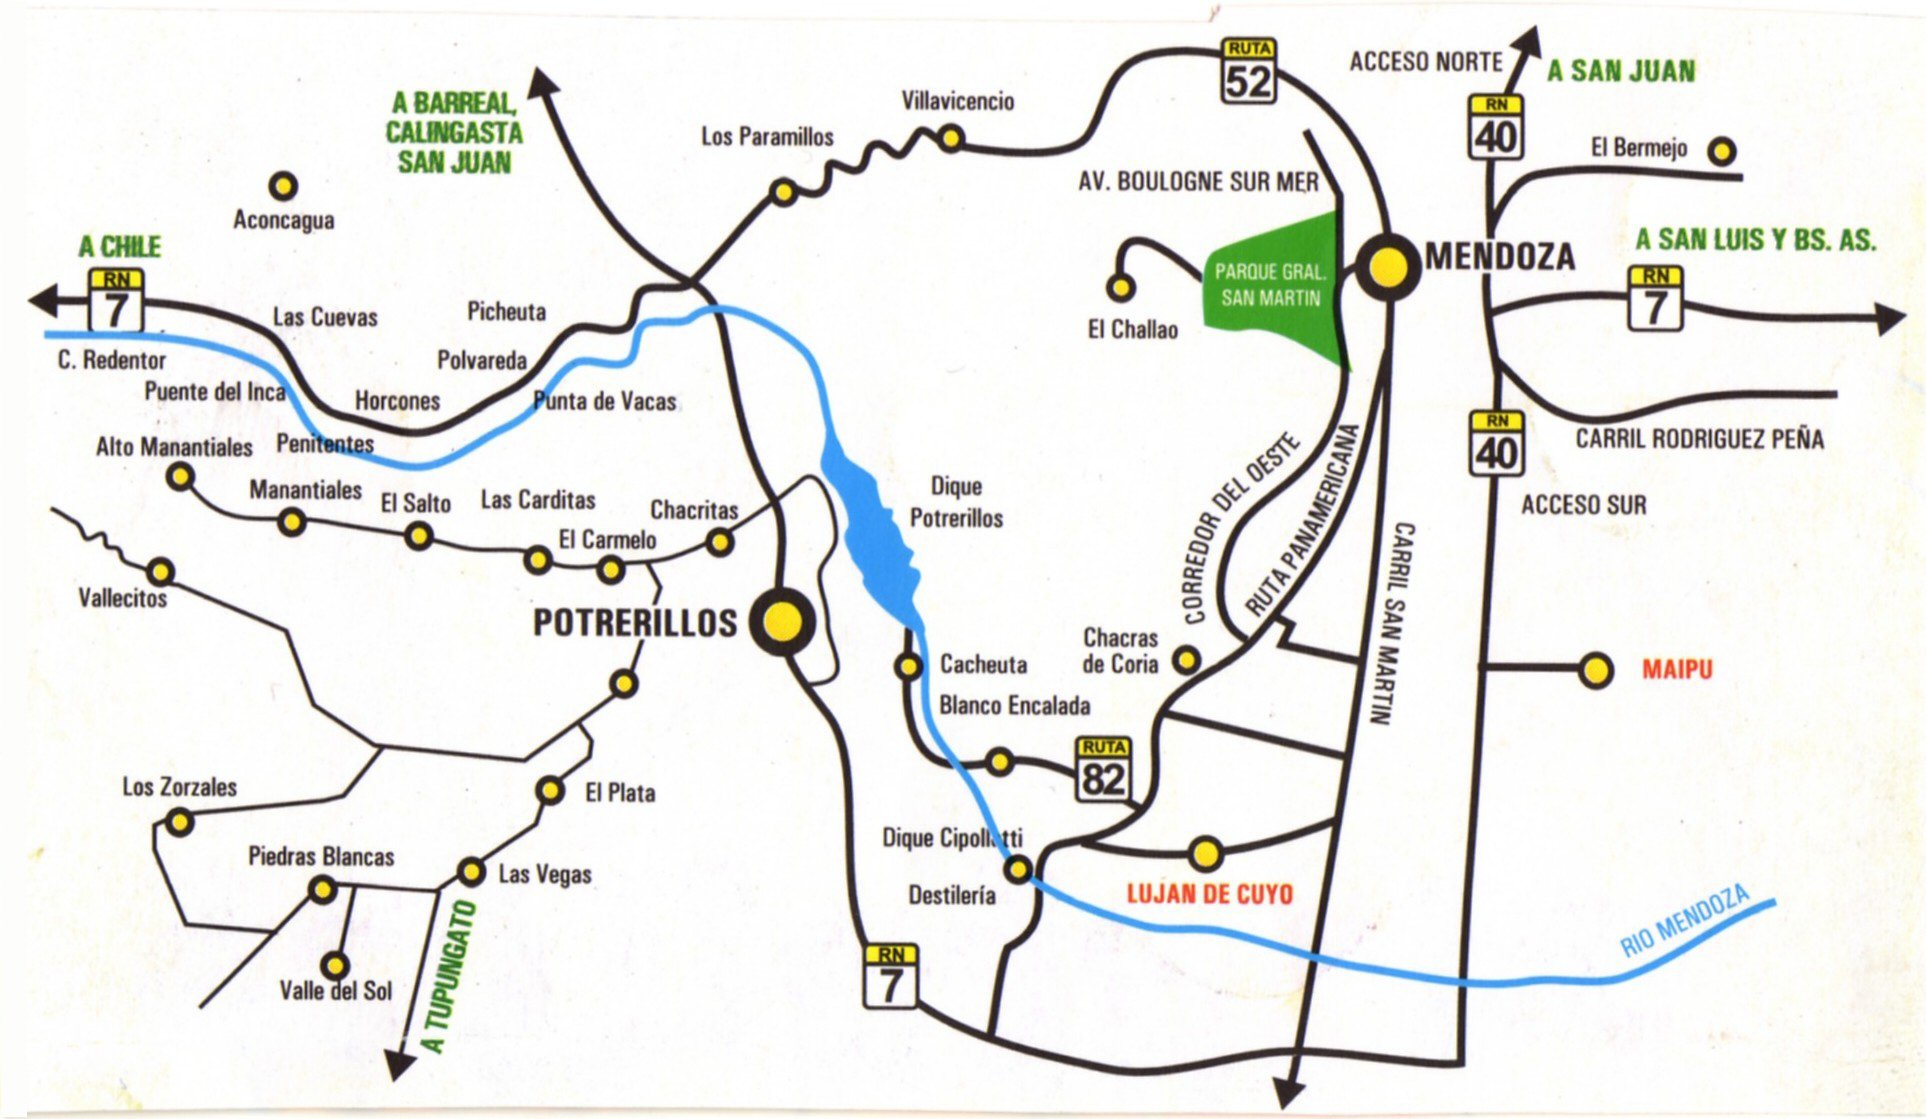 RUTA
52
ACCESO NORTE
A SAN JUAN
RN
40
A BARREAL,
CALINGASTA
SAN JUAN
Villavicencio
Los Paramillos
El Bermejo
AV. BOULOGNE SUR MER
Aconcagua
A CHILE
RN
7
MENDOZA
A SAN LUIS Y BS. AS.
RN
7
PARQUE GRAL.
SAN MARTIN
El Challao
Las Cuevas
Picheuta
C. Redentor
Polvareda
Puente del Inca
Horcones
Punta de Vacas
Penitentes
Alto Manantiales
Manantiales
El Salto
Las Carditas
Chacritas
El Carmelo
Dique
Potrerillos
CORREDOR DEL OESTE
RUTA PANAMERICANA
CARRIL SAN MARTIN
RN
40
CARRIL RODRIGUEZ PEÑA
ACCESO SUR
Vallecitos
POTRERILLOS
Cacheuta
Chacras
de Coria
MAIPU
Blanco Encalada
RUTA
82
Los Zorzales
El Plata
Dique Cipolletti
Piedras Blancas
Las Vegas
Destilería
LUJAN DE CUYO
RIO MENDOZA
A TUPUNGATO
Valle del Sol
RN
7